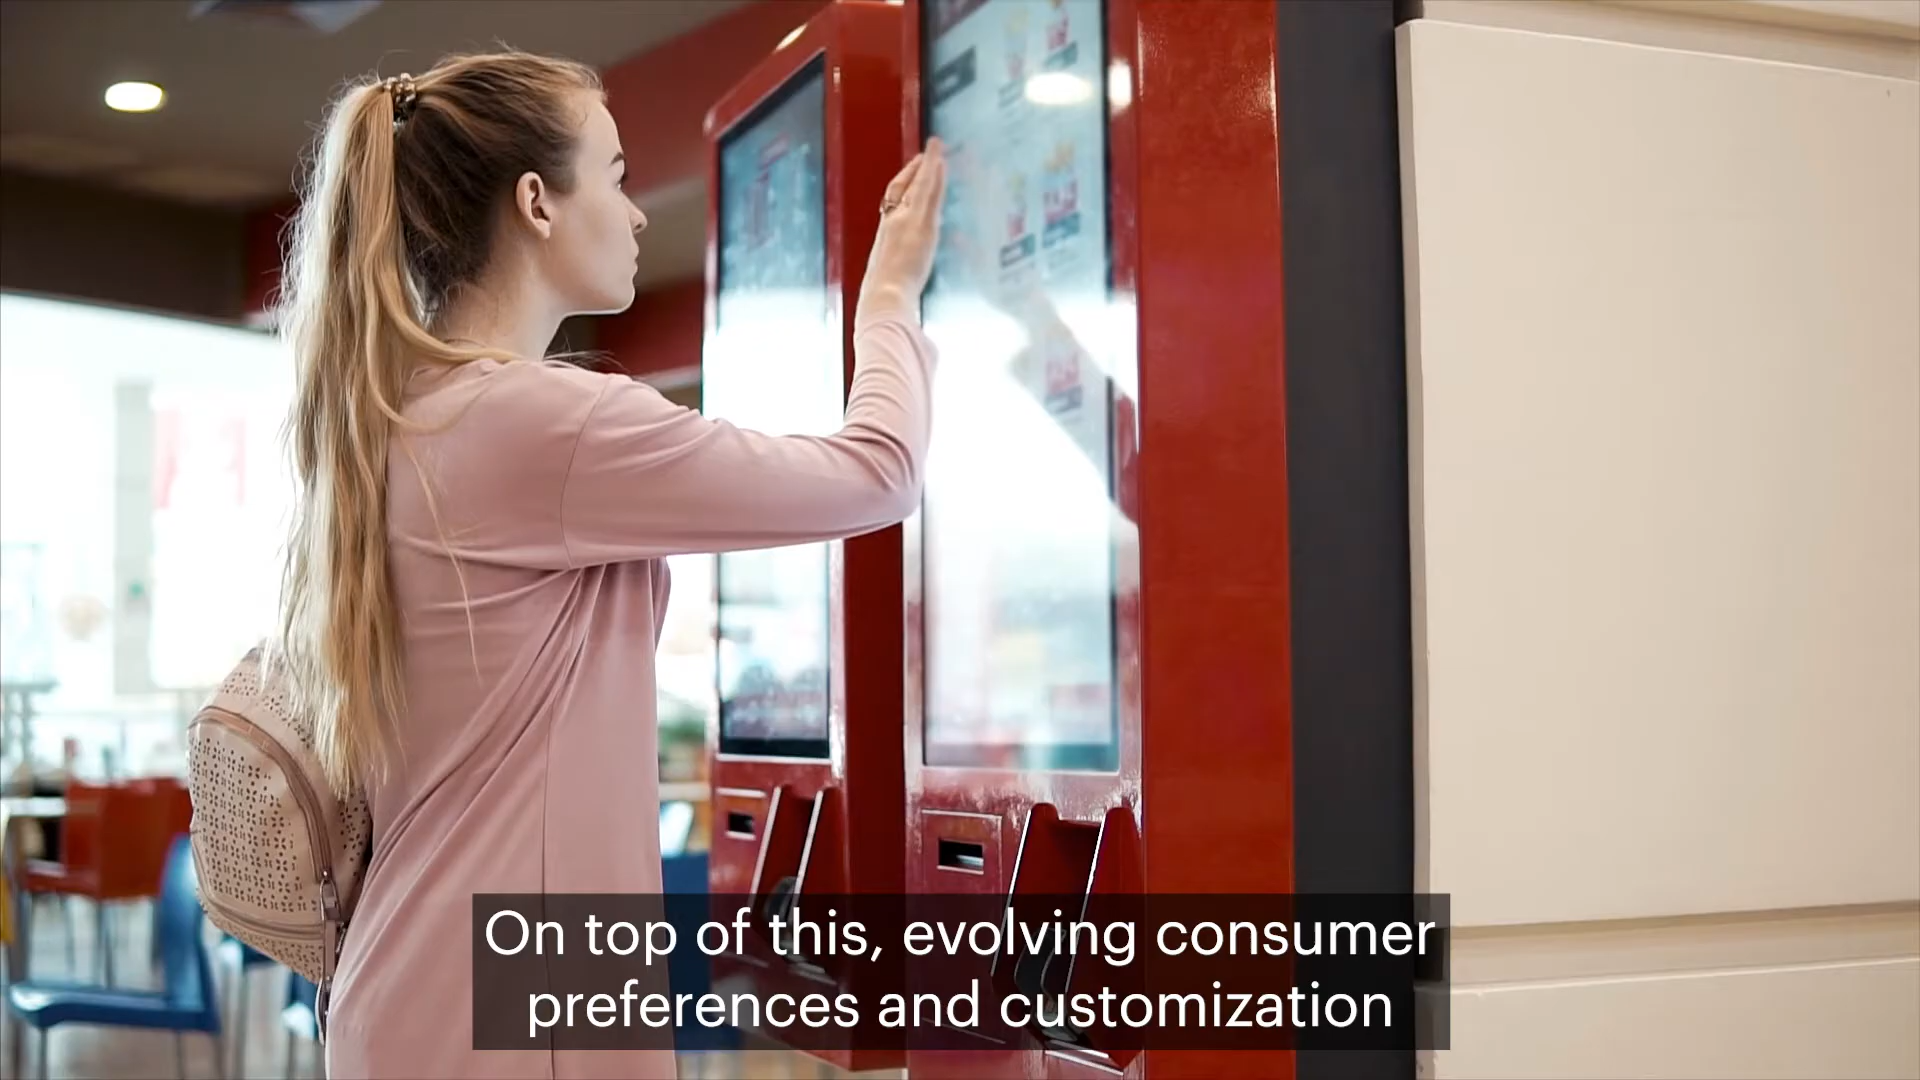 On top of this, evolving consumer
preferences and customization